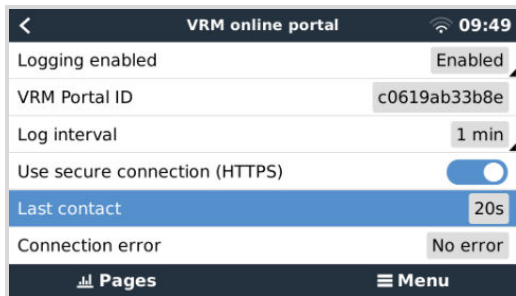 VRM online portal 09:49
Logging enabled Enabled
VRM Portal ID c0619ab33b8e
Log interval 1 min
Use secure connection (HTTPS)
Last contact 20s
Connection error No error
Pages Menu